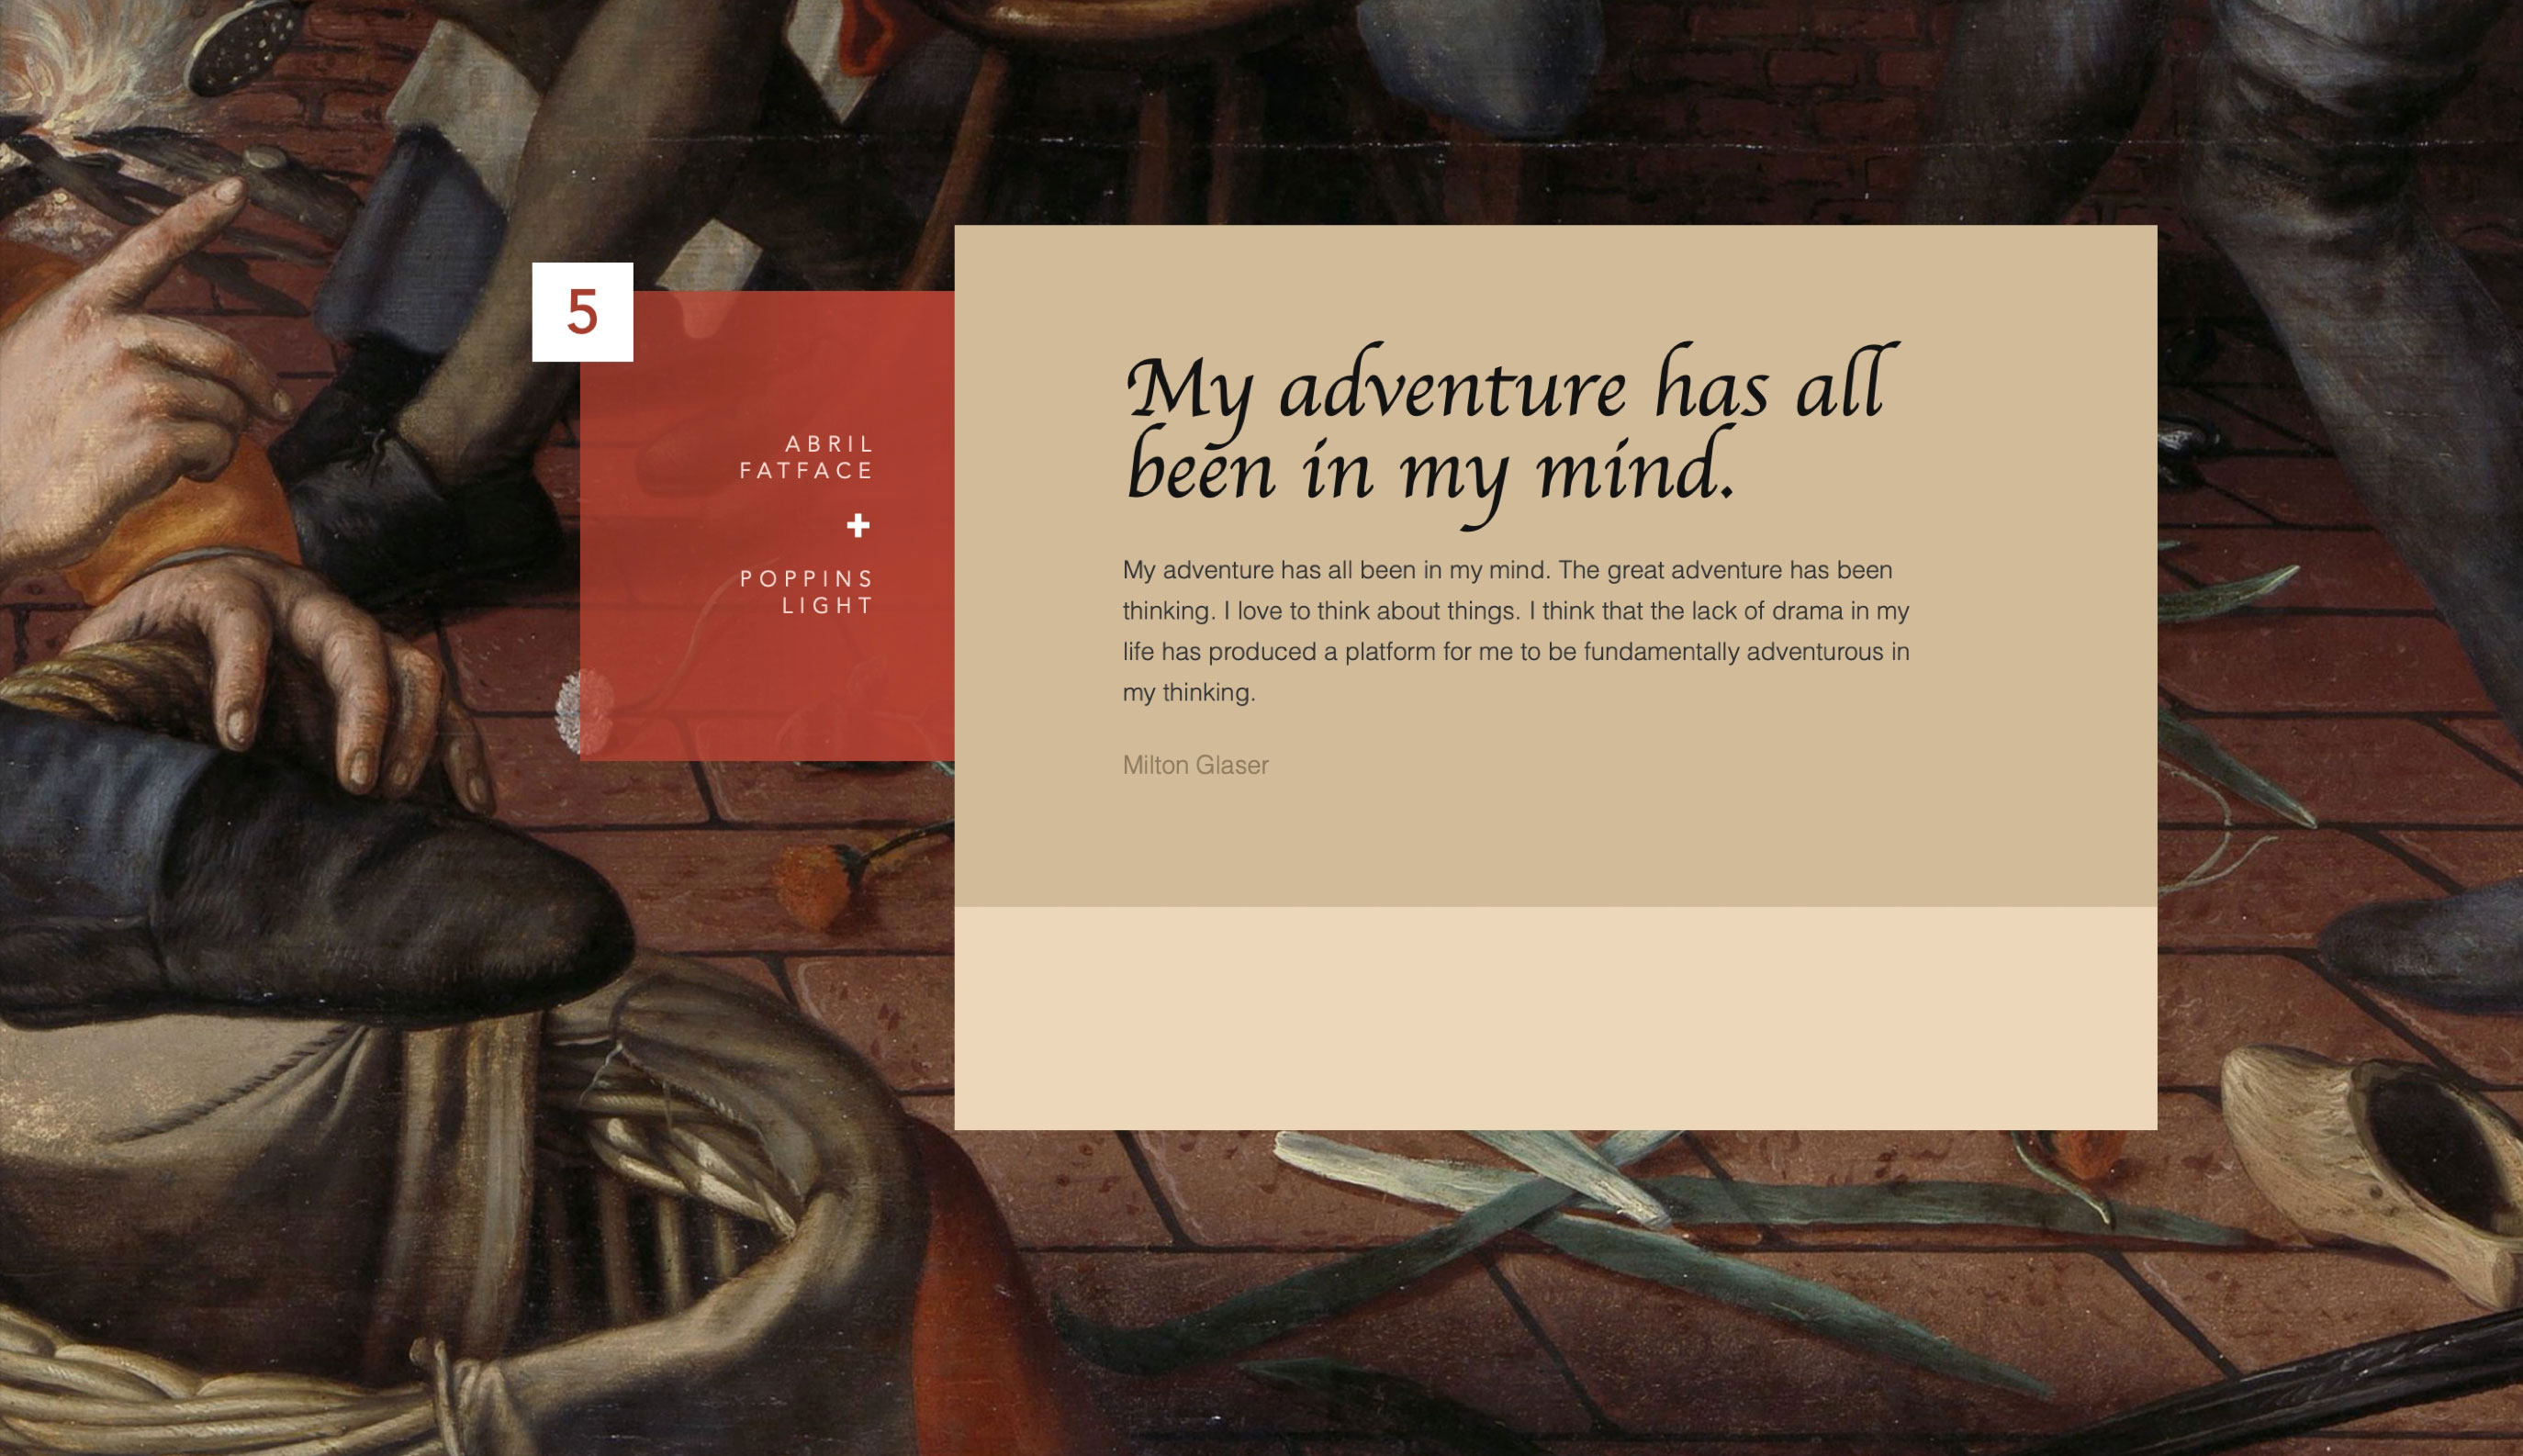 5
ABRIL
FATFACE
+
POPPINS
LIGHT
My adventure has all
been in my mind.
My adventure has all been in my mind. The great adventure has been
thinking. I love to think about things. I think that the lack of drama in my
life has produced a platform for me to be fundamentally adventurous in
my thinking.
Milton Glaser